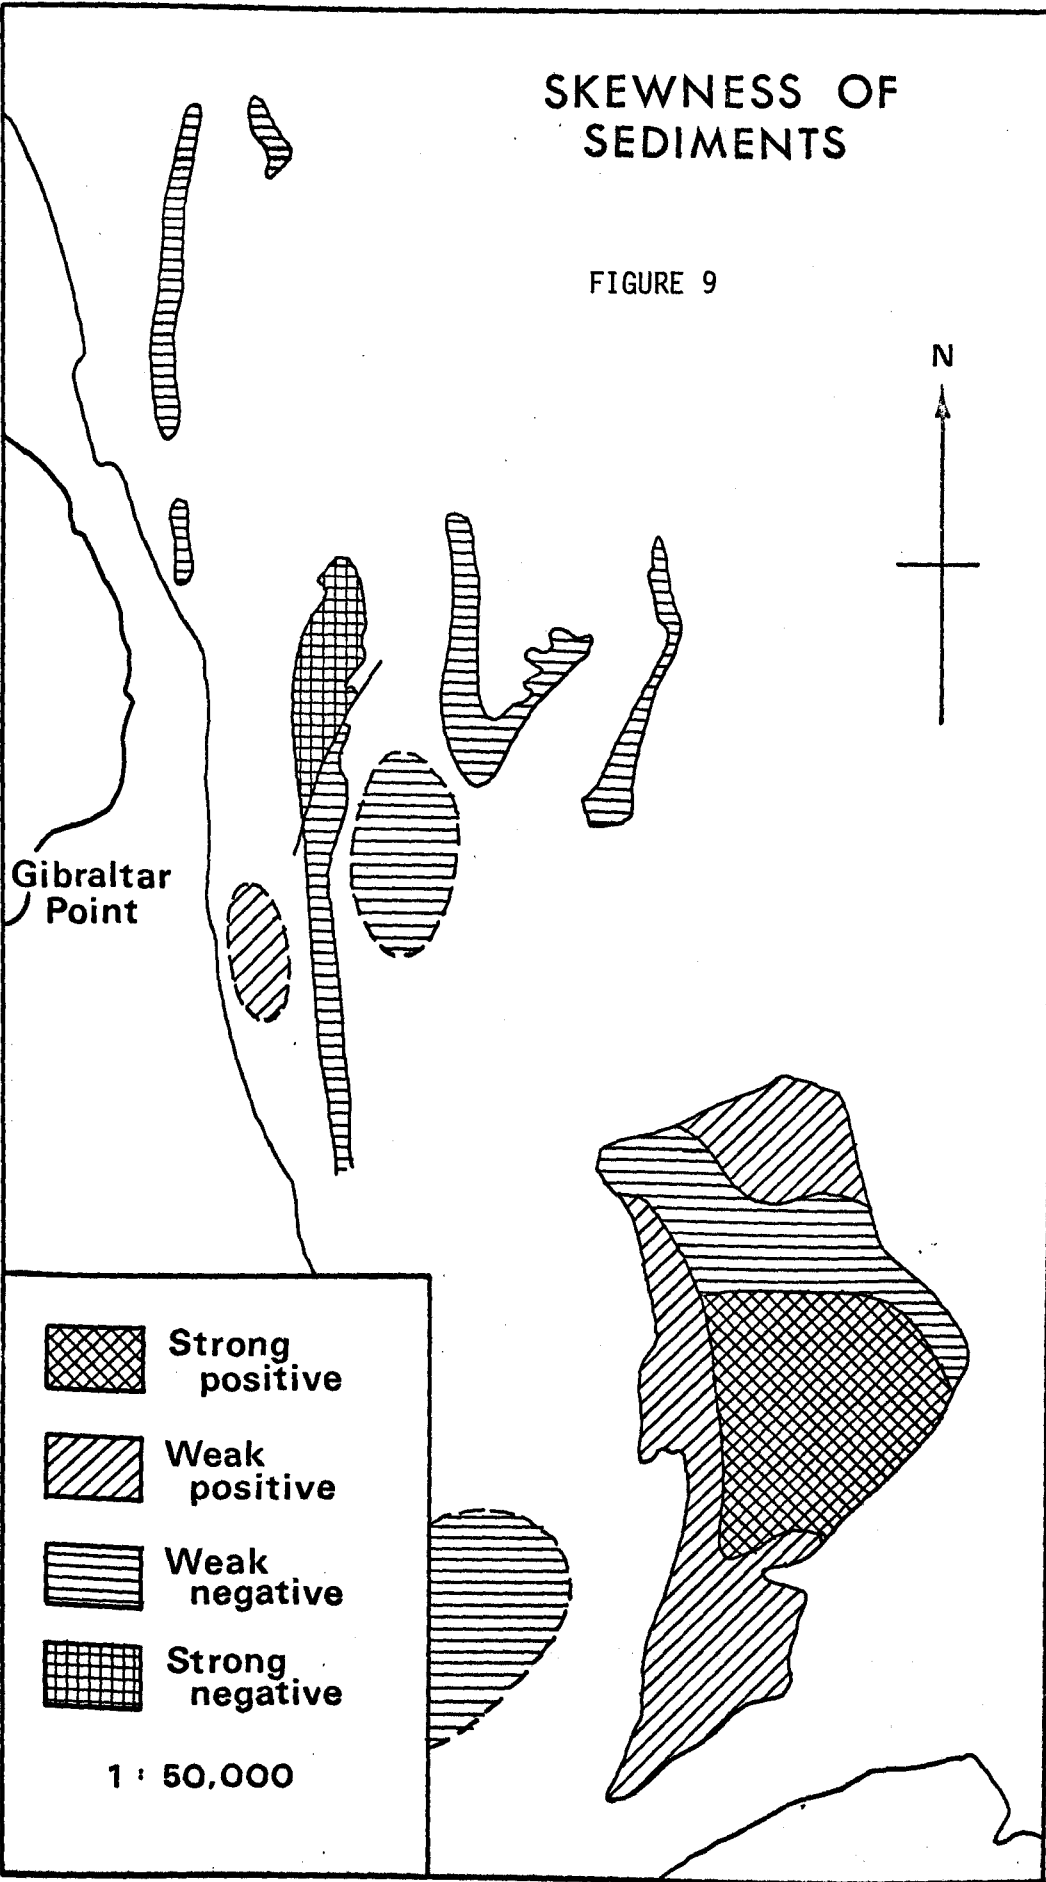 SKEWNESS OF
SEDIMENTS
FIGURE 9
N
Gibraltar
Point
Strong
positive
Weak
positive
Weak
negative
Strong
negative
1 : 50,000